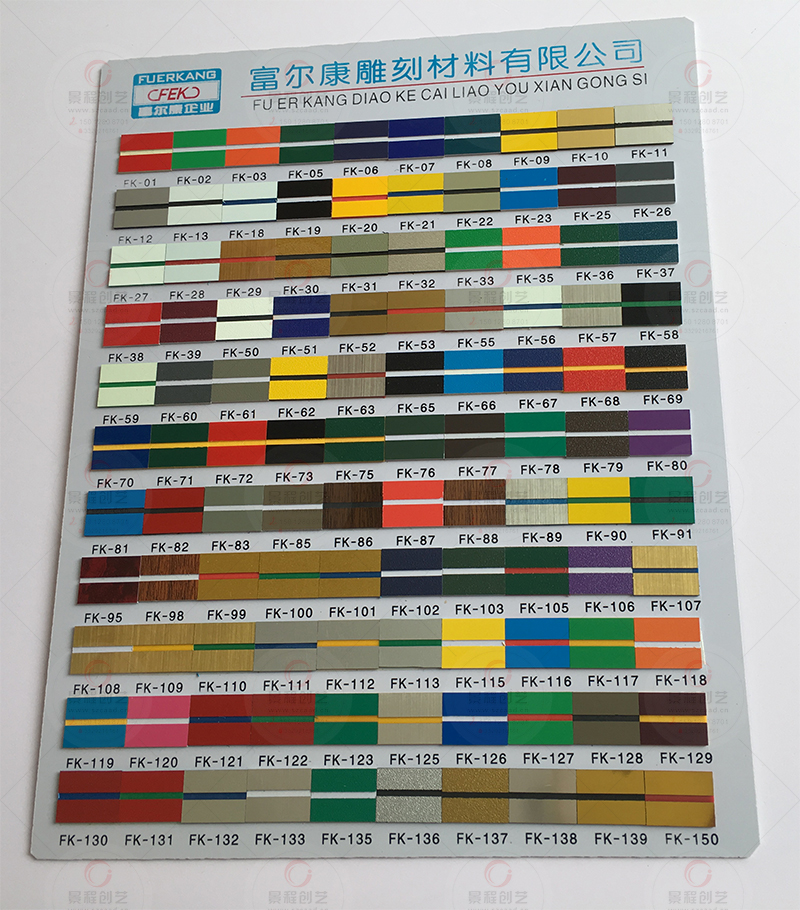 FUERKANG
CFEKC
富尔康企业
富尔康雕刻材料有限公司
FU ER KANG DIAO KE CAI LIAO YOU XIAN GONG SI
FK-01 FK-02 FK-03 FK-05 FK-06 FK-07 FK-08 FK-09 FK-10 FK-11
FK-12 FK-13 FK-18 FK-19 FK-20 FK-21 FK-22 FK-23 FK-25 FK-26
FK-27 FK-28 FK-29 FK-30 FK-31 FK-32 FK-33 FK-35 FK-36 FK-37
FK-38 FK-39 FK-50 FK-51 FK-52 FK-53 FK-55 FK-56 FK-57 FK-58
FK-59 FK-60 FK-61 FK-62 FK-63 FK-65 FK-66 FK-67 FK-68 FK-69
FK-70 FK-71 FK-72 FK-73 FK-75 FK-76 FK-77 FK-78 FK-79 FK-80
FK-81 FK-82 FK-83 FK-85 FK-86 FK-87 FK-88 FK-89 FK-90 FK-91
FK-95 FK-98 FK-99 FK-100 FK-101 FK-102 FK-103 FK-105 FK-106 FK-107
FK-108 FK-109 FK-110 FK-111 FK-112 FK-113 FK-115 FK-116 FK-117 FK-118
FK-119 FK-120 FK-121 FK-122 FK-123 FK-125 FK-126 FK-127 FK-128 FK-129
FK-130 FK-131 FK-132 FK-133 FK-135 FK-136 FK-137 FK-138 FK-139 FK-150
景程创艺